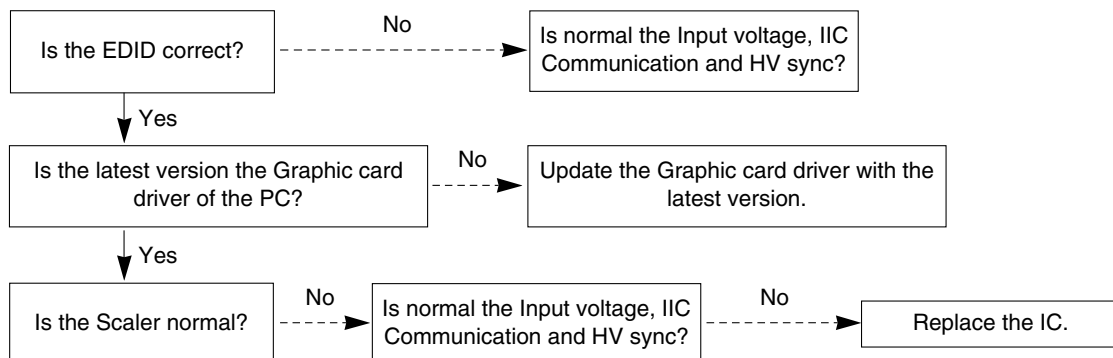 Is the EDID correct?
No
Is normal the Input voltage, IIC
Communication and HV sync?
Yes
Is the latest version the Graphic card
driver of the PC?
No
Update the Graphic card driver with the
latest version.
Yes
Is the Scaler normal?
No
Is normal the Input voltage, IIC
Communication and HV sync?
No
Replace the IC.